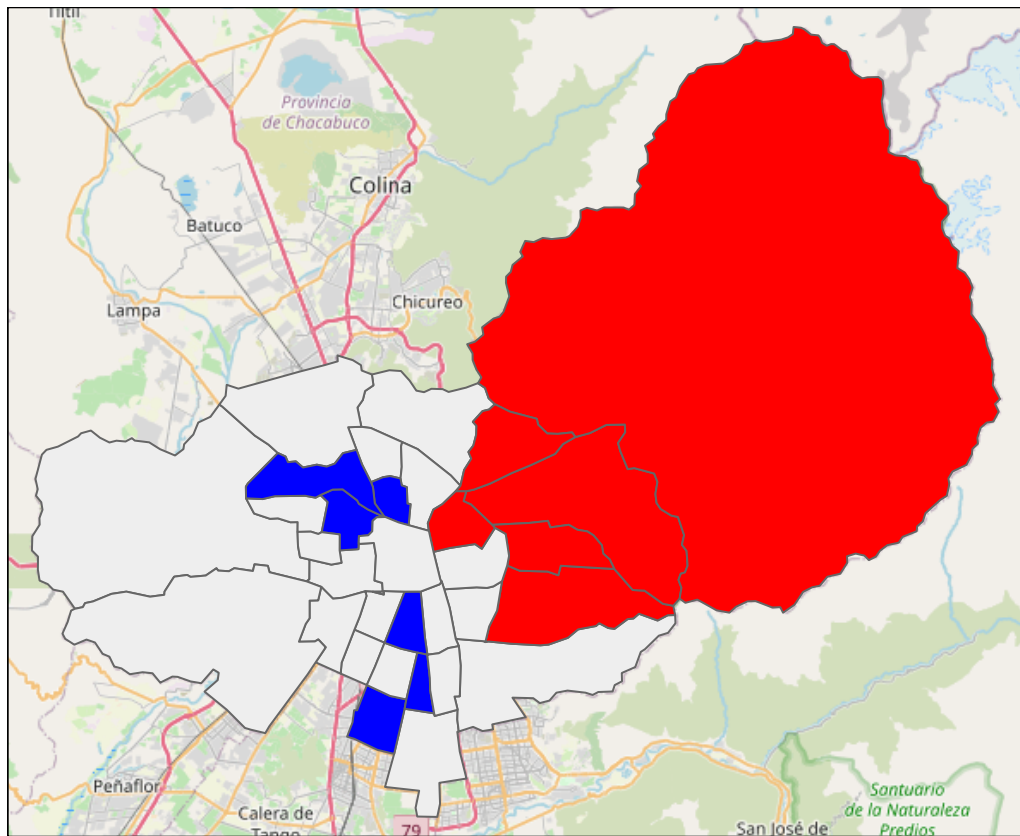 Tiltil
Provincia
de Chacabuco
Colina
Batuco
Chicureo
Lampa
Peñaflor
Calera de
Tango
79
Santuario
de la Naturaleza
Predios
San José de